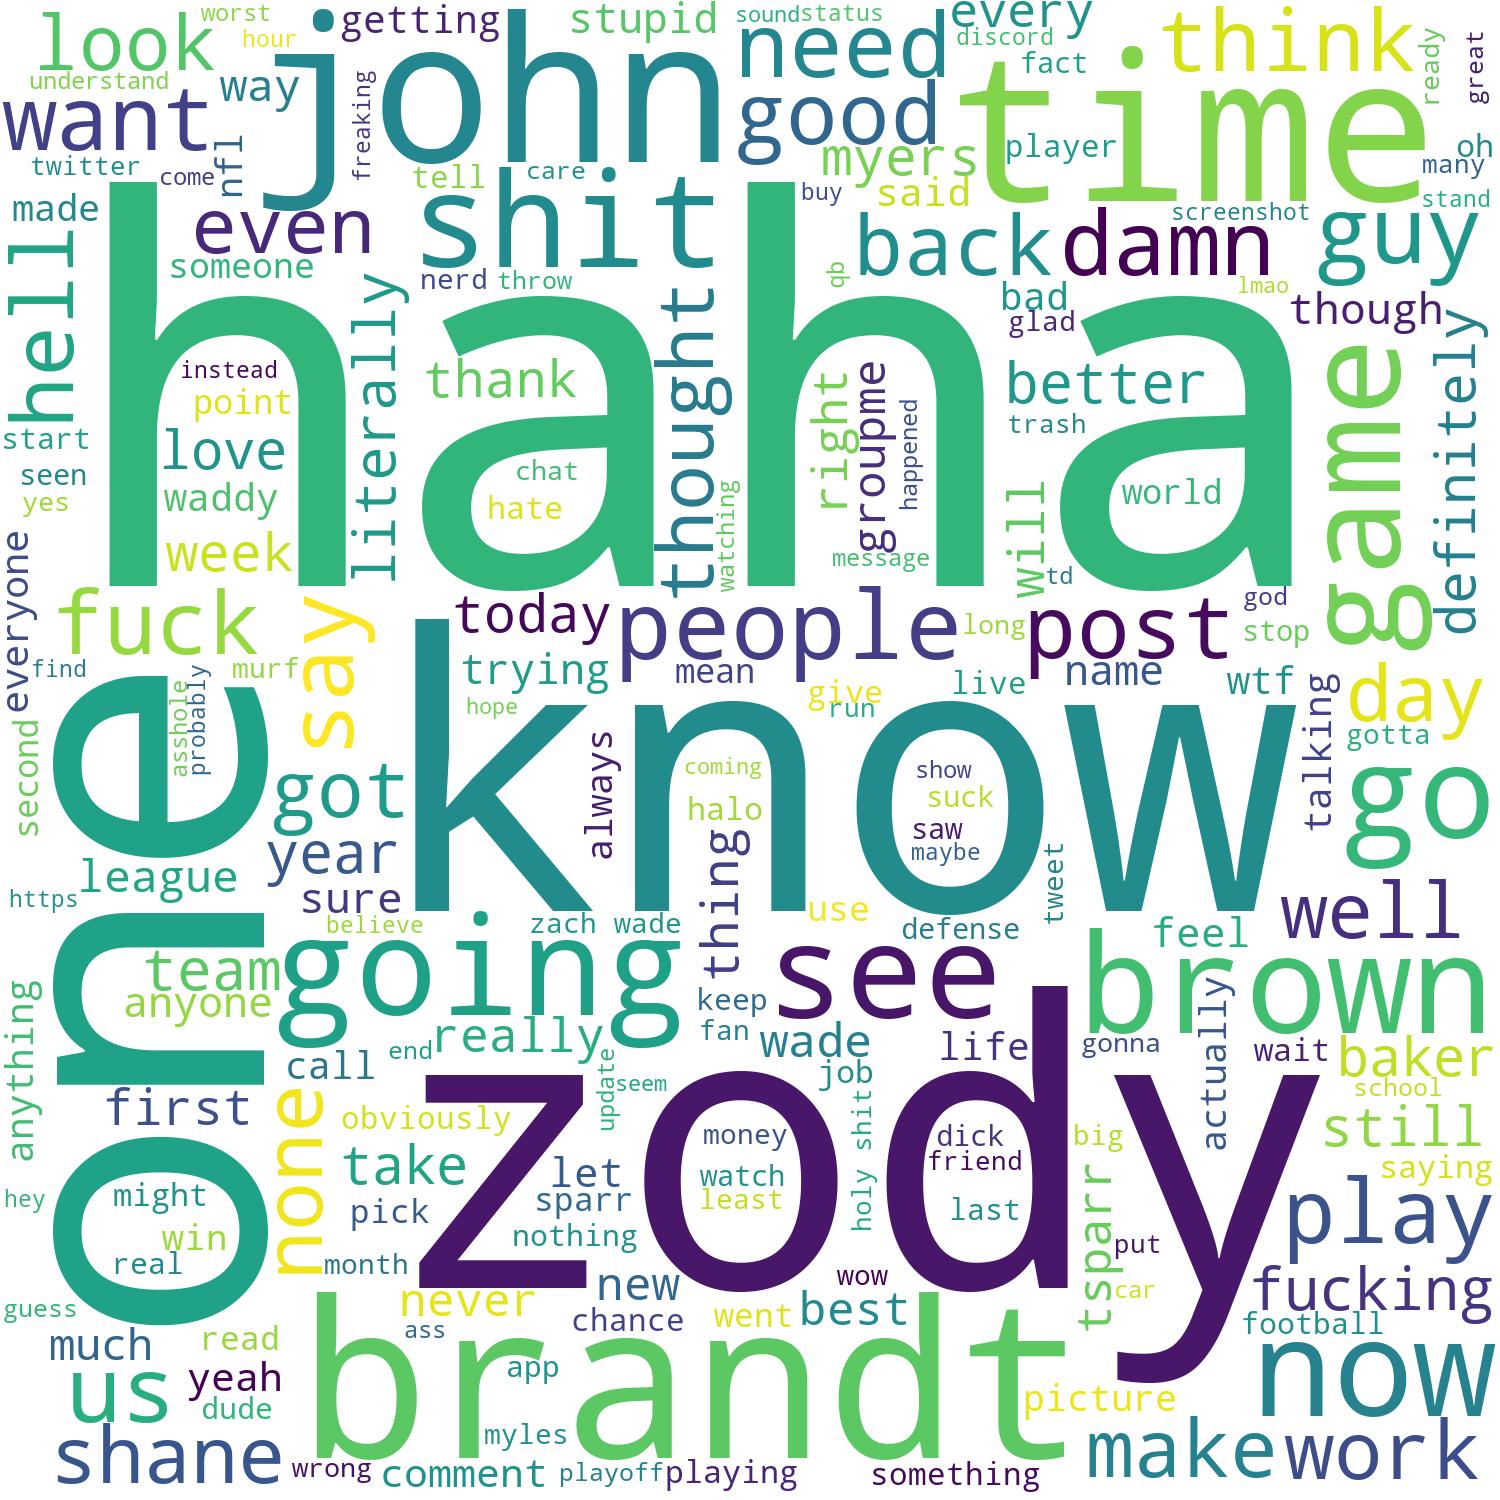 worst
look
hour
understand
want
way
twitter
come
nfl
made
john
getting
freaking
stupid
shit
tell
care
even
someone
nerd
throw
sound
status
need
good
every
discord
fact
think
ready
great
time
myers
player
oh
many
said
stand
buy
screenshot
back
damn
guy
qb
lmao
bad
glad
though
hell
literally
haha
instead
point
love
waddy
week
start
seen
yes
thank
chat
hate
thought
watching
right
groupme
happened
message
better
trash
world
will
td
game
definitely
everyone
fuck
say
today
people
post
god
stop
long
find
murf
trying
mean
name
wtf
day
hope
give
run
live
talking
gotta
second
one
asshole
probably
got
know
always
coming
halo
show
suck
saw
maybe
go
league
year
sure
thing
tweet
https
believe
zach wade
use
defense
feel
well
anything
team
anyone
going
really
see
brown
keep
fan
wade
life
gonna
actually
wait
baker
call
end
update
seem
job
school
first
none
obviously
zody
money
watch
least
holy shit
dick
friend
last
big
still
saying
hey
might
win
real
take
pick
let
sparr
nothing
month
tsparr
put
car
play
fucking
guess
never
new
chance
wow
went
best
football
now
much
read
ass
brandt
app
us
yeah
dude
myles
picture
shane
wrong
comment
playoff
playing
something
make
work